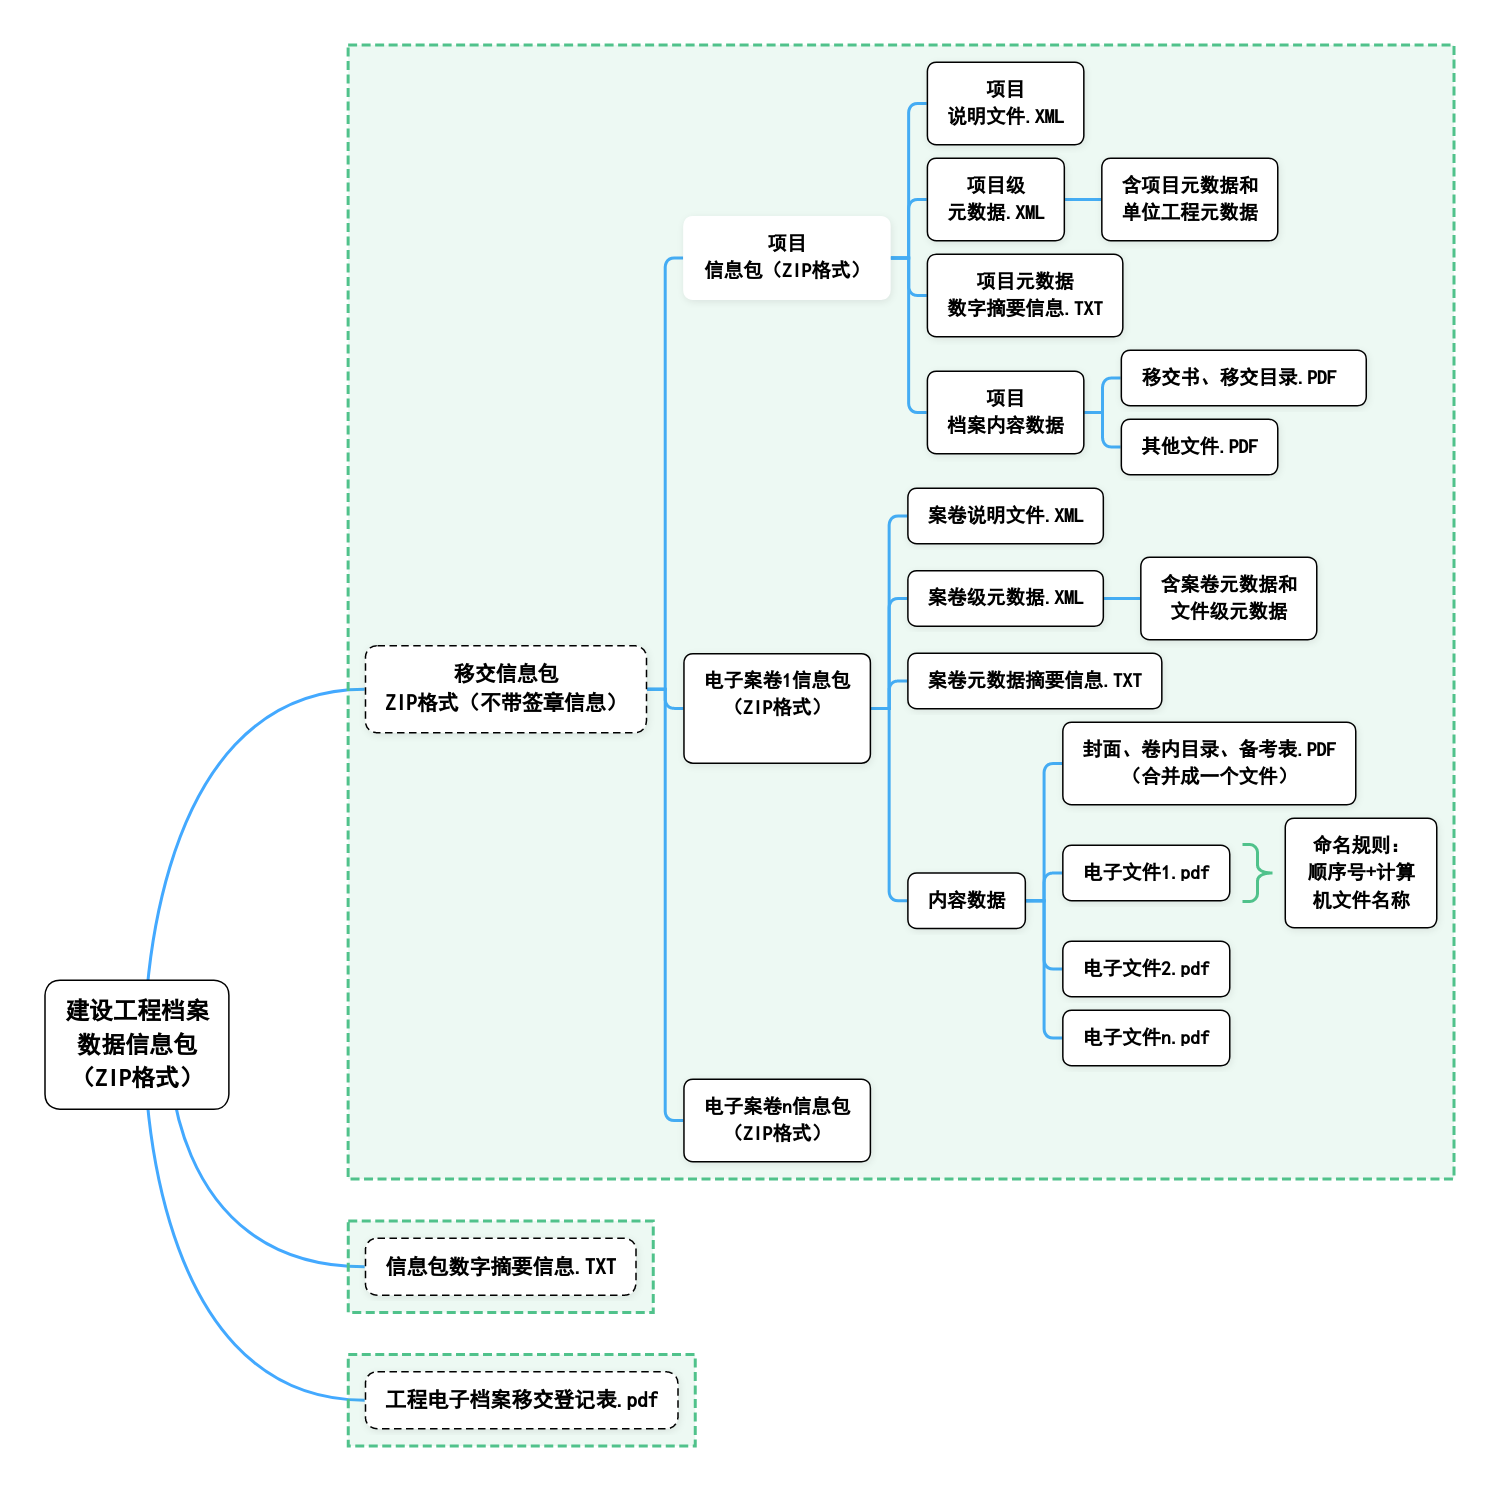 项目
说明文件.XML
项目级
元数据.XML
含项目元数据和
单位工程元数据
项目
信息包（ZIP格式）
项目元数据
数字摘要信息.TXT
项目
档案内容数据
移交书、移交目录.PDF
其他文件.PDF
案卷说明文件.XML
案卷级元数据.XML
含案卷元数据和
文件级元数据
移交信息包
ZIP格式（不带签章信息）
电子案卷1信息包
（ZIP格式）
案卷元数据摘要信息.TXT
封面、卷内目录、备考表.PDF
（合并成一个文件）
内容数据
电子文件1.pdf
命名规则：
顺序号+计算
机文件名称
电子文件2.pdf
电子文件n.pdf
建设工程档案
数据信息包
（ZIP格式）
电子案卷n信息包
（ZIP格式）
信息包数字摘要信息.TXT
工程电子档案移交登记表.pdf